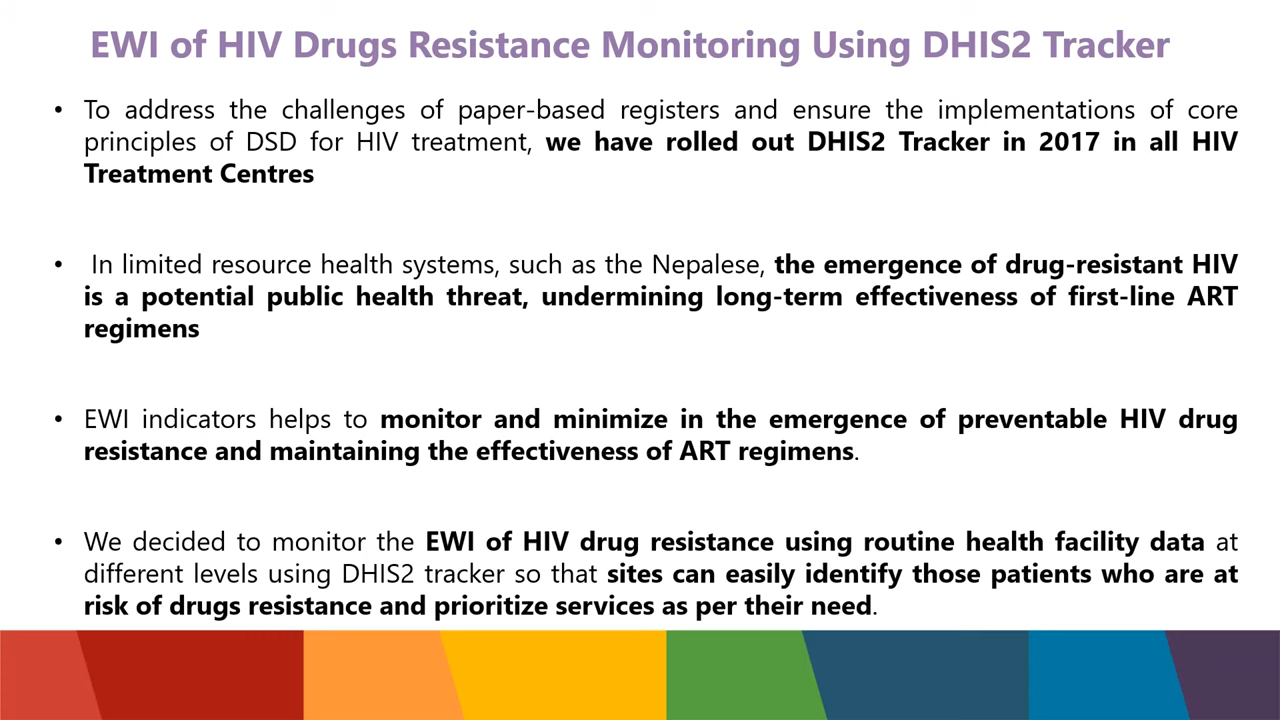 EWI of HIV Drugs Resistance Monitoring Using DHIS2 Tracker
• To address the challenges of paper-based registers and ensure the implementations of core
principles of DSD for HIV treatment, we have rolled out DHIS2 Tracker in 2017 in all HIV
Treatment Centres
• In limited resource health systems, such as the Nepalese, the emergence of drug-resistant HIV
is a potential public health threat, undermining long-term effectiveness of first-line ART
regimens
• EWI indicators helps to monitor and minimize in the emergence of preventable HIV drug
resistance and maintaining the effectiveness of ART regimens.
• We decided to monitor the EWI of HIV drug resistance using routine health facility data at
different levels using DHIS2 tracker so that sites can easily identify those patients who are at
risk of drugs resistance and prioritize services as per their need.